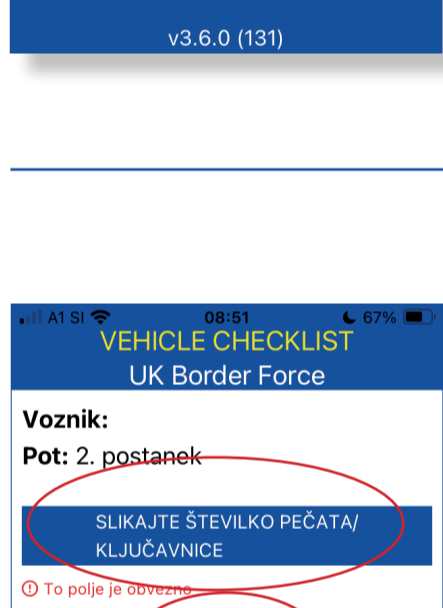 v3.6.0 (131)
A1 SI 08:51 67%
VEHICLE CHECKLIST
UK Border Force
Voznik:
Pot: 2. postanek
SLIKAJTE ŠTEVILKO PEČATA/
KLJUČAVNICE
To polje je obvezno